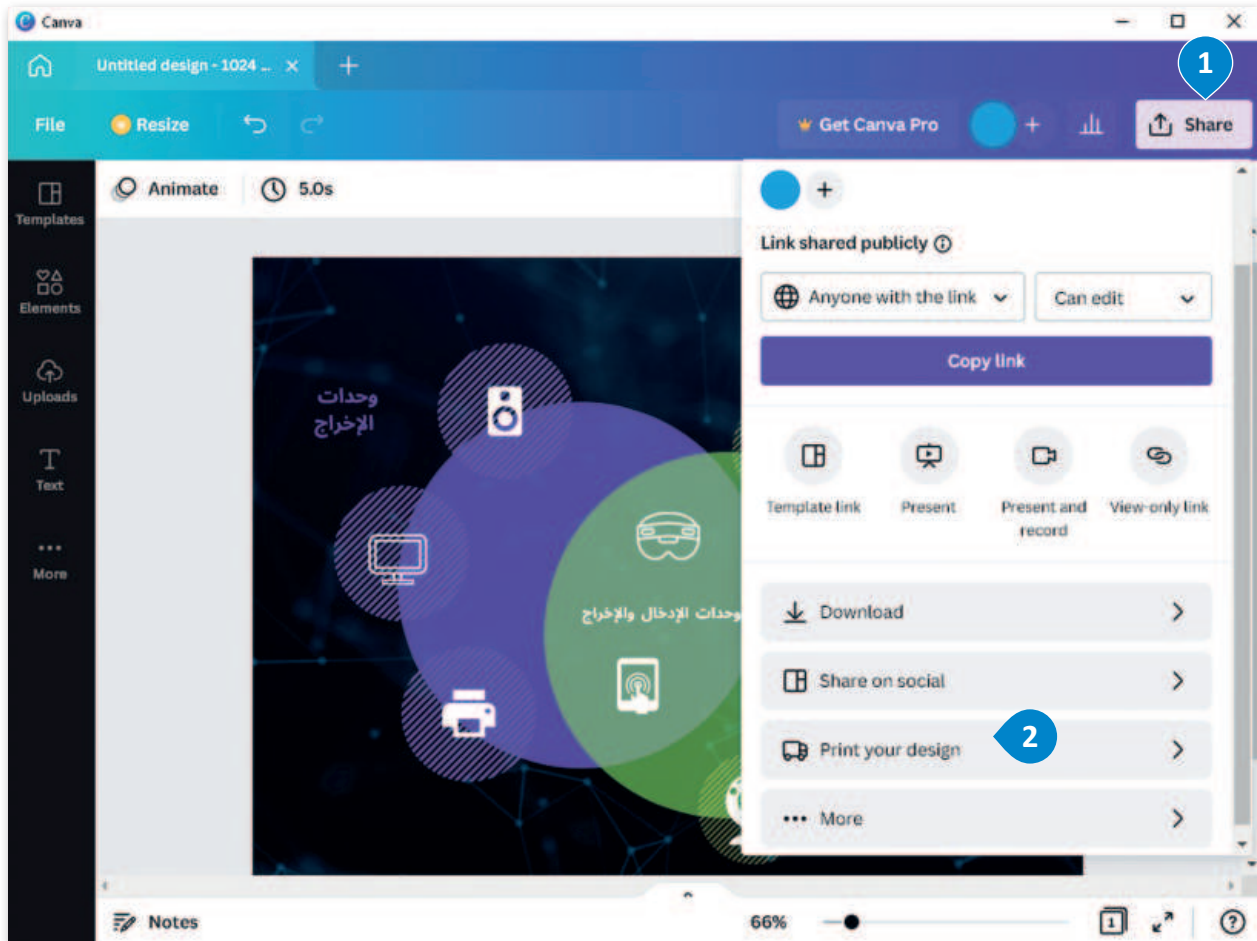 Canva
Untitled design - 1024 ...
1
File
Resize
Get Canva Pro
Share
Templates
Elements
Uploads
Text
More
Animate
5.0s
Link shared publicly
Anyone with the link
Can edit
Copy link
Template link
Present
Present and
record
View-only link
Download
Share on social
Print your design
2
More
وحدات
الإخراج
وحدات الإدخال والإخراج
Notes
66%
1